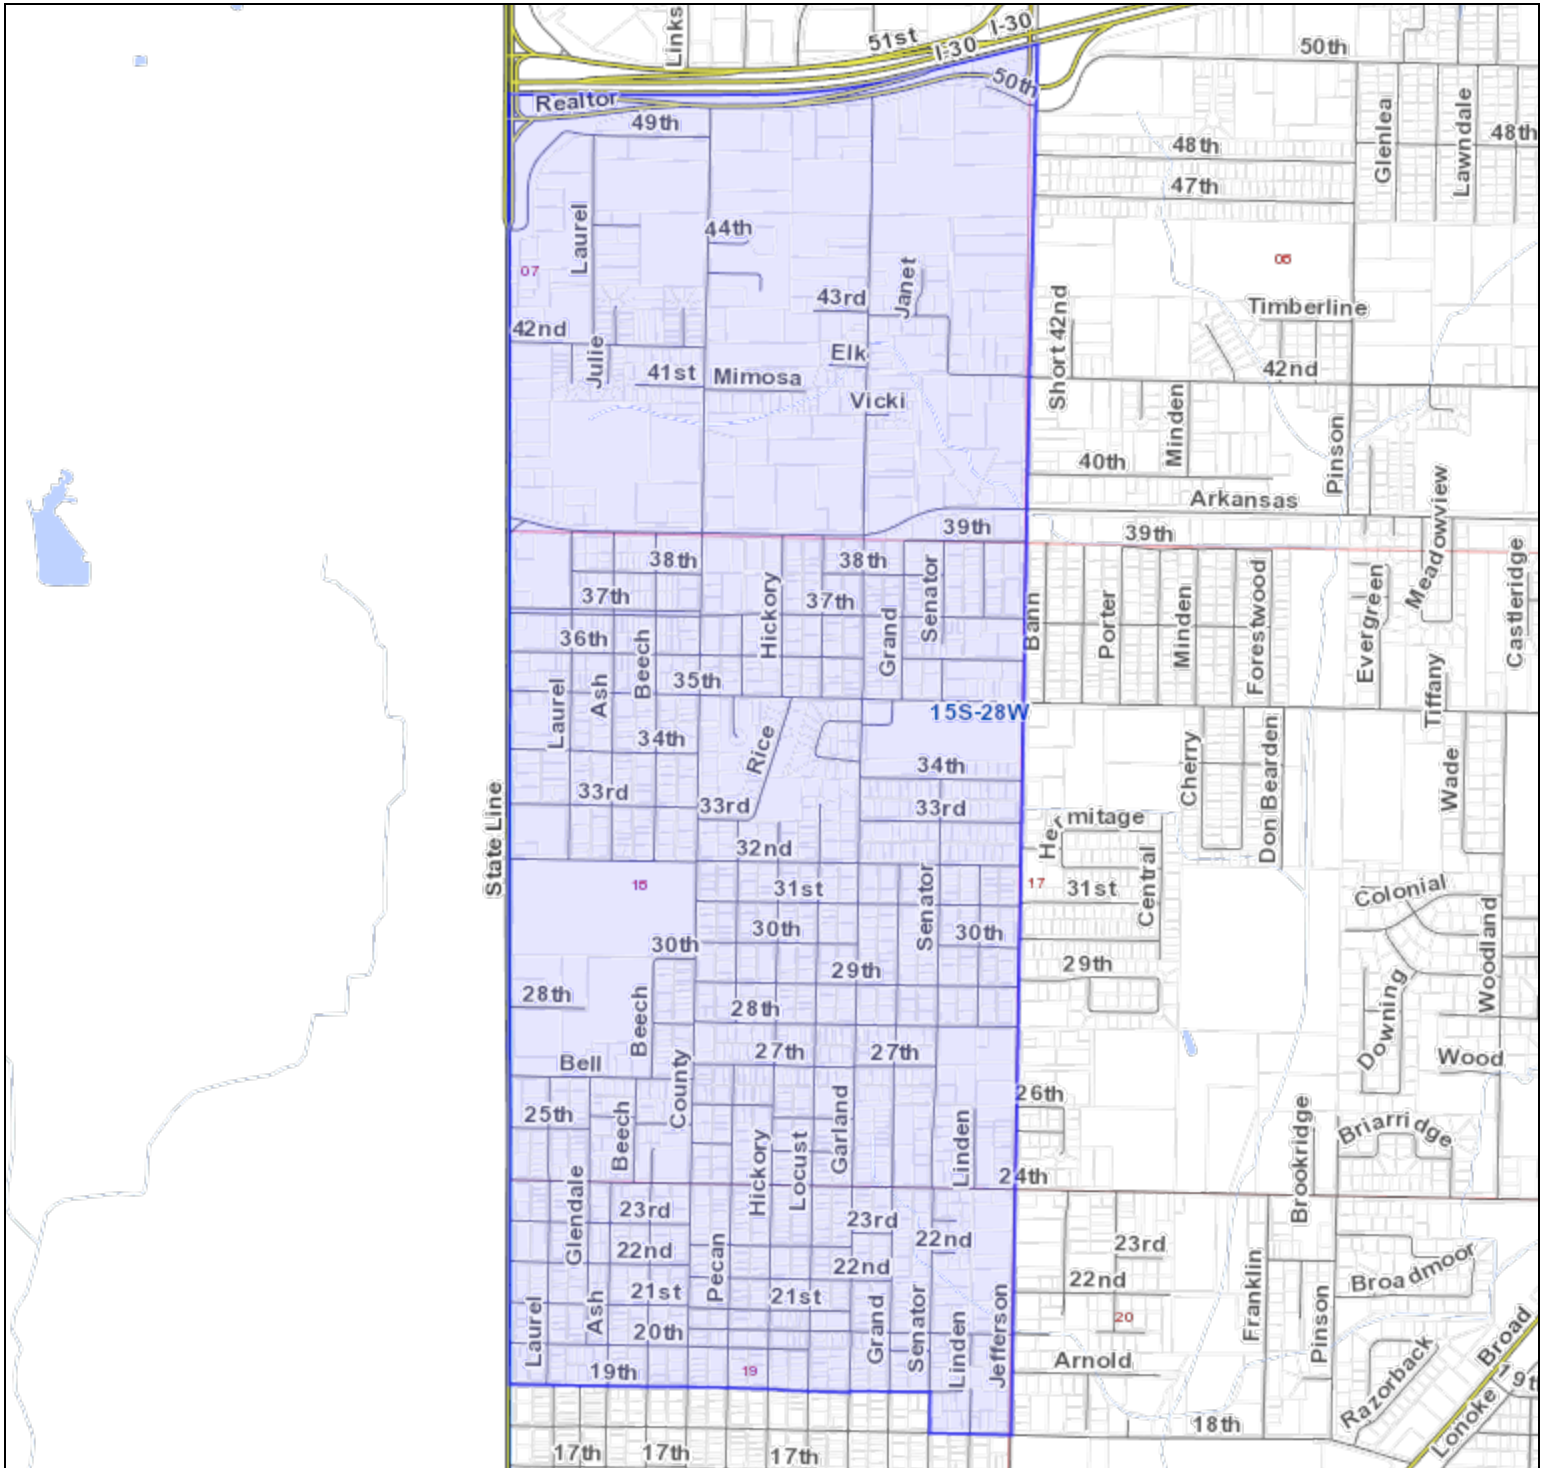 Links
51st
I-30
I-30
50th
50th
Realtor
49th
48th
48th
47th
Glenlea
Lawndale
Laurel
44th
07
08
43rd
Janet
Short 42nd
Timberline
42nd
Julie
Elk
41st
Mimosa
42nd
Vicki
Minden
Pinson
40th
Arkansas
Meadowview
39th
39th
38th
38th
Hickory
Senator
Castleridge
37th
37th
Bann
Porter
Minden
Forestwood
Evergreen
36th
Beech
Grand
Laurel
Ash
35th
Tiffany
15S-28W
34th
Rice
34th
Cherry
Don Bearden
Wade
33rd
33rd
33rd
State Line
Hermitage
32nd
18
31st
Senator
17
31st
Central
Colonial
Woodland
30th
30th
30th
29th
29th
28th
28th
Beech
Downing
Bell
27th
27th
Wood
County
26th
25th
Beech
Garland
Linden
Brookridge
Briarridge
Hickory
Locust
24th
Glendale
23rd
23rd
22nd
22nd
22nd
23rd
Pecan
22nd
Franklin
Broadmoor
21st
21st
Laurel
Ash
Grand
Senator
Linden
Jefferson
20
Pinson
20th
Arnold
Razorback
Broad
19th
19
9t
Lonoke
18th
17th
17th
17th